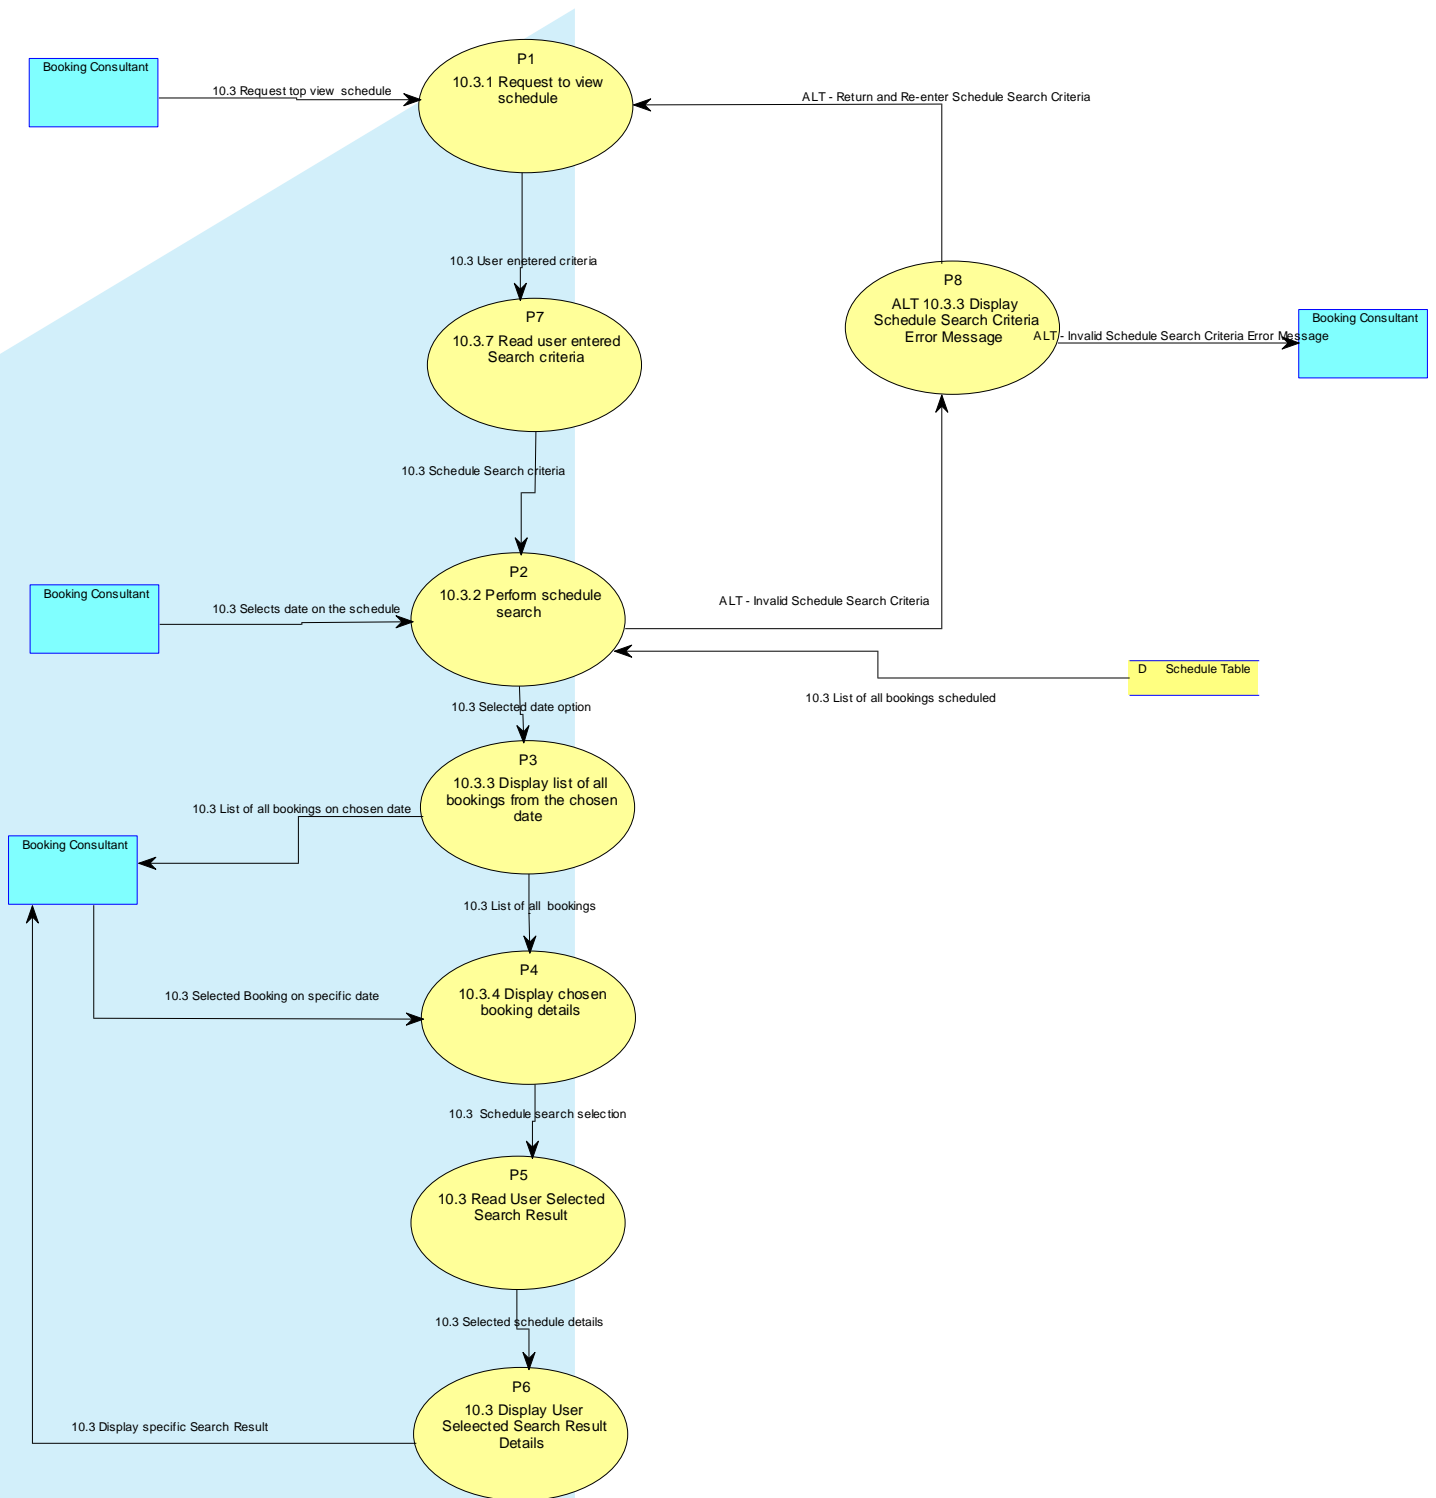 Booking Consultant
10.3 Request top view  schedule
P1
10.3.1 Request to view
schedule
ALT - Return and Re-enter Schedule Search Criteria
10.3 User enetered criteria
P7
10.3.7 Read user entered
Search criteria
P8
ALT 10.3.3 Display
Schedule Search Criteria
Error Message
ALT - Invalid Schedule Search Criteria Error Message
Booking Consultant
10.3 Schedule Search criteria
Booking Consultant
10.3 Selects date on the schedule
P2
10.3.2 Perform schedule
search
ALT - Invalid Schedule Search Criteria
D Schedule Table
10.3 List of all bookings scheduled
10.3 Selected date option
P3
10.3.3 Display list of all
bookings from the chosen
date
10.3 List of all bookings on chosen date
Booking Consultant
10.3 List of all  bookings
P4
10.3.4 Display chosen
booking details
10.3 Selected Booking on specific date
10.3  Schedule search selection
P5
10.3 Read User Selected
Search Result
10.3 Selected schedule details
P6
10.3 Display User
Seleected Search Result
Details
10.3 Display specific Search Result